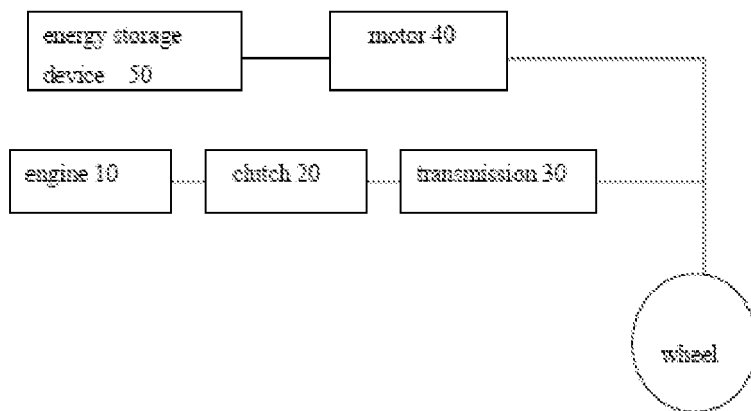 energy storage
device 50
motor 40
engine 10
clutch 20
transmission 30
wheel